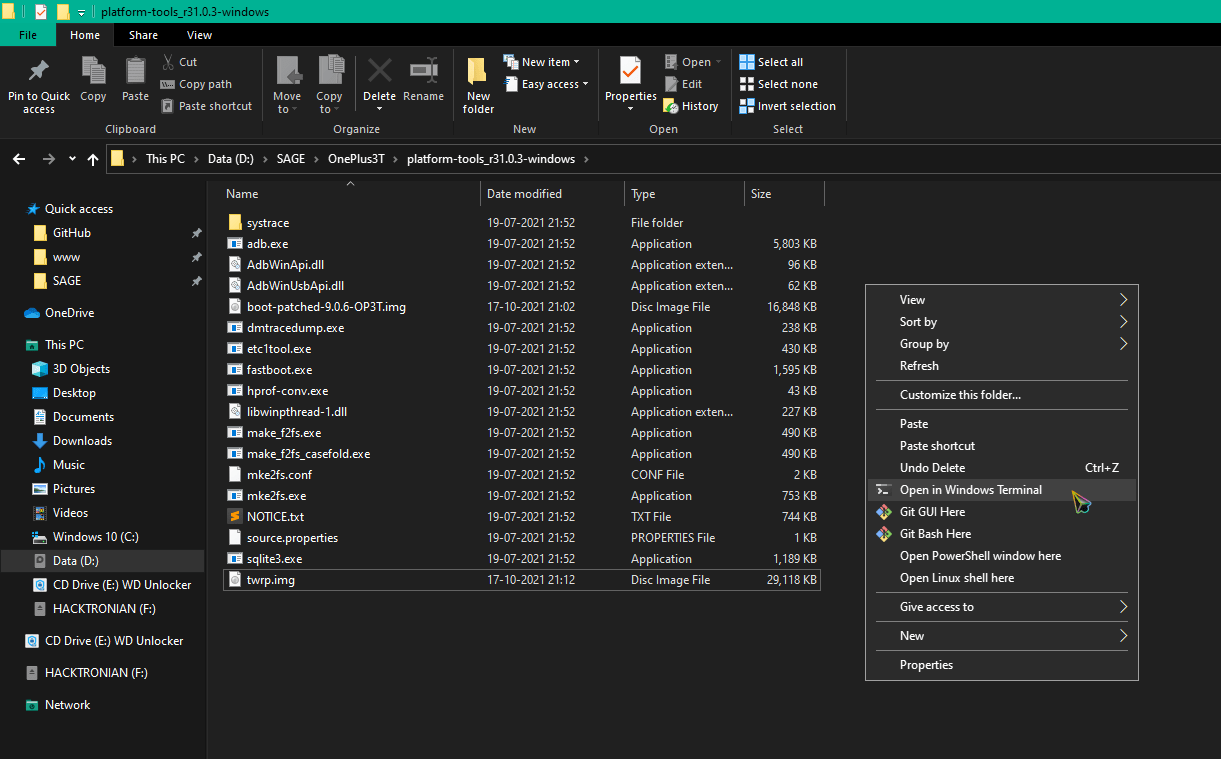 platform-tools_r31.0.3-windows
File Home Share View
Pin to Quick access
Copy
Paste
Cut
Copy path
Paste shortcut
Clipboard
Move to
Copy to
Delete
Rename
Organize
New folder
New item
Easy access
New
Properties
Open
Edit
History
Open
Select all
Select none
Invert selection
Select
This PC > Data (D:) > SAGE > OnePlus3T > platform-tools_r31.0.3-windows >
Quick access
GitHub
www
SAGE
OneDrive
This PC
3D Objects
Desktop
Documents
Downloads
Music
Pictures
Videos
Windows 10 (C:)
Data (D:)
CD Drive (E:) WD Unlocker
HACKTRONIAN (F:)
CD Drive (E:) WD Unlocker
HACKTRONIAN (F:)
Network
Name Date modified Type Size
systrace 19-07-2021 21:52 File folder
adb.exe 19-07-2021 21:52 Application 5,803 KB
AdbWinApi.dll 19-07-2021 21:52 Application exten... 96 KB
AdbWinUsbApi.dll 19-07-2021 21:52 Application exten... 62 KB
boot-patched-9.0.6-OP3T.img 17-10-2021 21:02 Disc Image File 16,848 KB
dmtracedump.exe 19-07-2021 21:52 Application 238 KB
etc1tool.exe 19-07-2021 21:52 Application 430 KB
fastboot.exe 19-07-2021 21:52 Application 1,595 KB
hprof-conv.exe 19-07-2021 21:52 Application 43 KB
libwinpthread-1.dll 19-07-2021 21:52 Application exten... 227 KB
make_f2fs.exe 19-07-2021 21:52 Application 490 KB
make_f2fs_casefold.exe 19-07-2021 21:52 Application 490 KB
mke2fs.conf 19-07-2021 21:52 CONF File 2 KB
mke2fs.exe 19-07-2021 21:52 Application 753 KB
NOTICE.txt 19-07-2021 21:52 TXT File 744 KB
source.properties 19-07-2021 21:52 PROPERTIES File 1 KB
sqlite3.exe 19-07-2021 21:52 Application 1,189 KB
twrp.img 17-10-2021 21:12 Disc Image File 29,118 KB
View
Sort by
Group by
Refresh
Customize this folder...
Paste
Paste shortcut
Undo Delete Ctrl+Z
Open in Windows Terminal
Git GUI Here
Git Bash Here
Open PowerShell window here
Open Linux shell here
Give access to
New
Properties